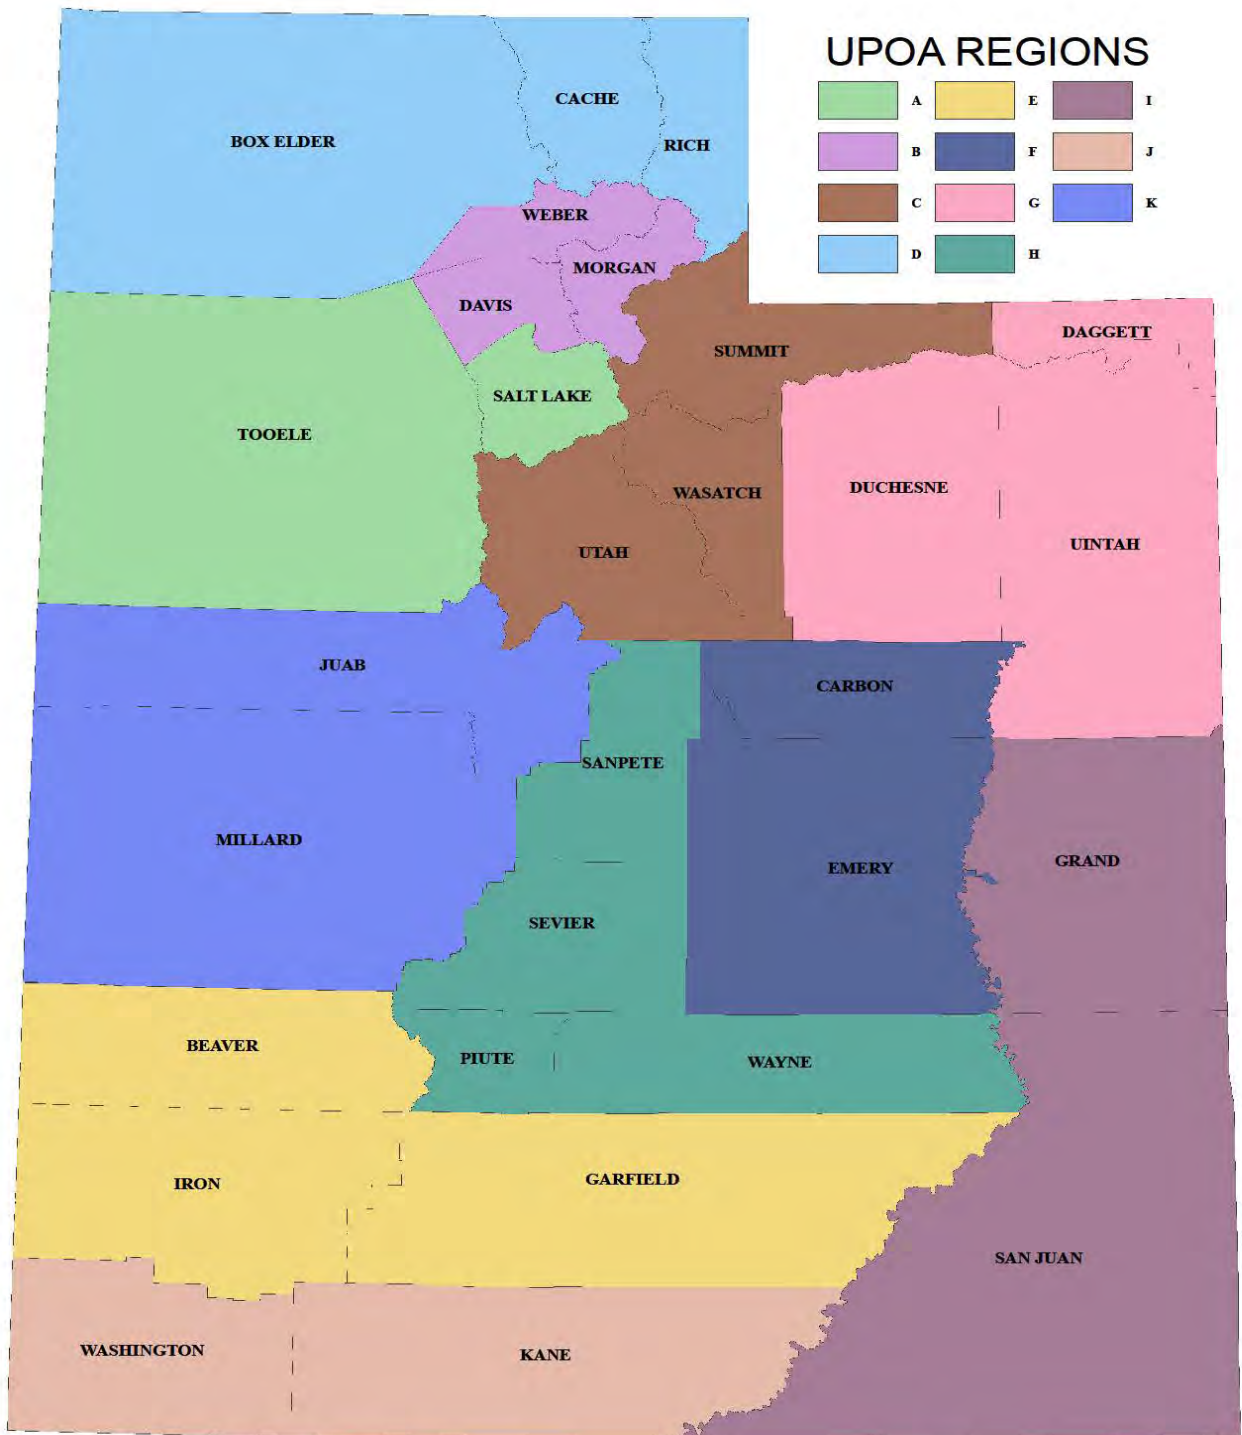 UPOA REGIONS
A E I
B F J
C G K
D H
CACHE
BOX ELDER
RICH
WEBER
MORGAN
DAVIS
DAGGETT
SUMMIT
SALT LAKE
TOOELE
DUCHESNE
WASATCH
UINTAH
UTAH
JUAB
CARBON
SANPETE
MILLARD
GRAND
EMERY
SEVIER
BEAVER
PIUTE
WAYNE
GARFIELD
IRON
SAN JUAN
WASHINGTON
KANE